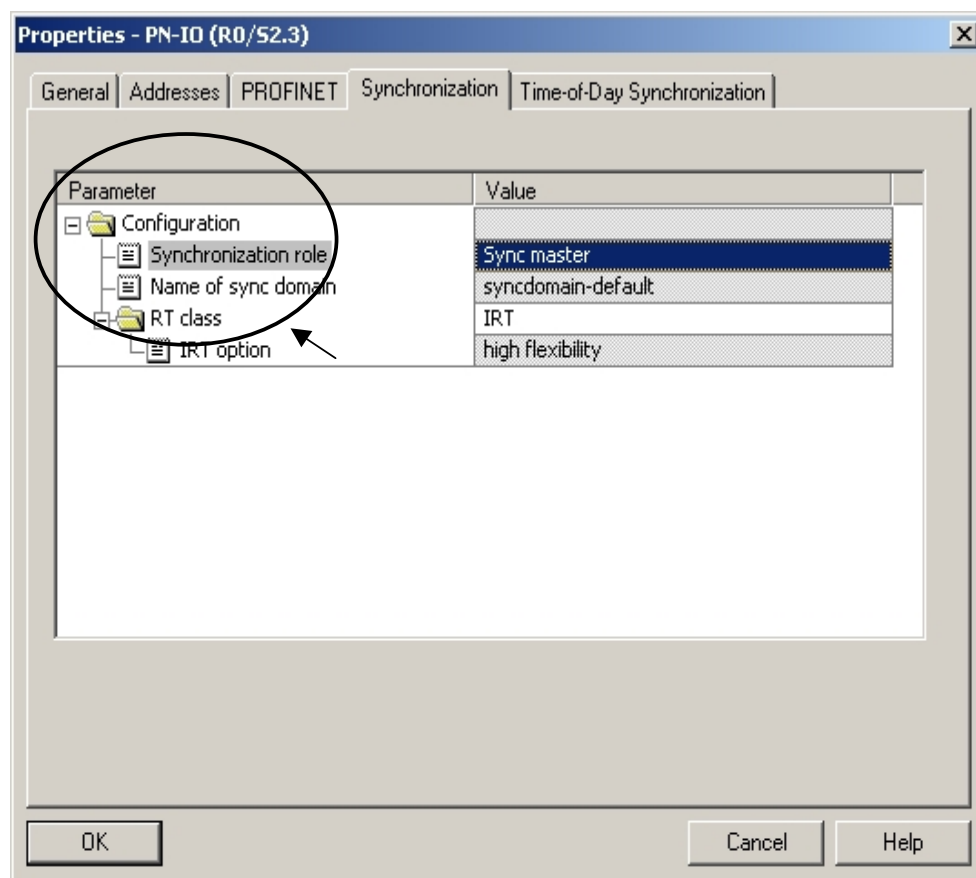 Properties - PN-IO (R0/S2.3)
General Addresses PROFINET Synchronization Time-of-Day Synchronization
Parameter Value
Configuration
Synchronization role Sync master
Name of sync domain syncdomain-default
RT class IRT
IRT option high flexibility
OK Cancel Help